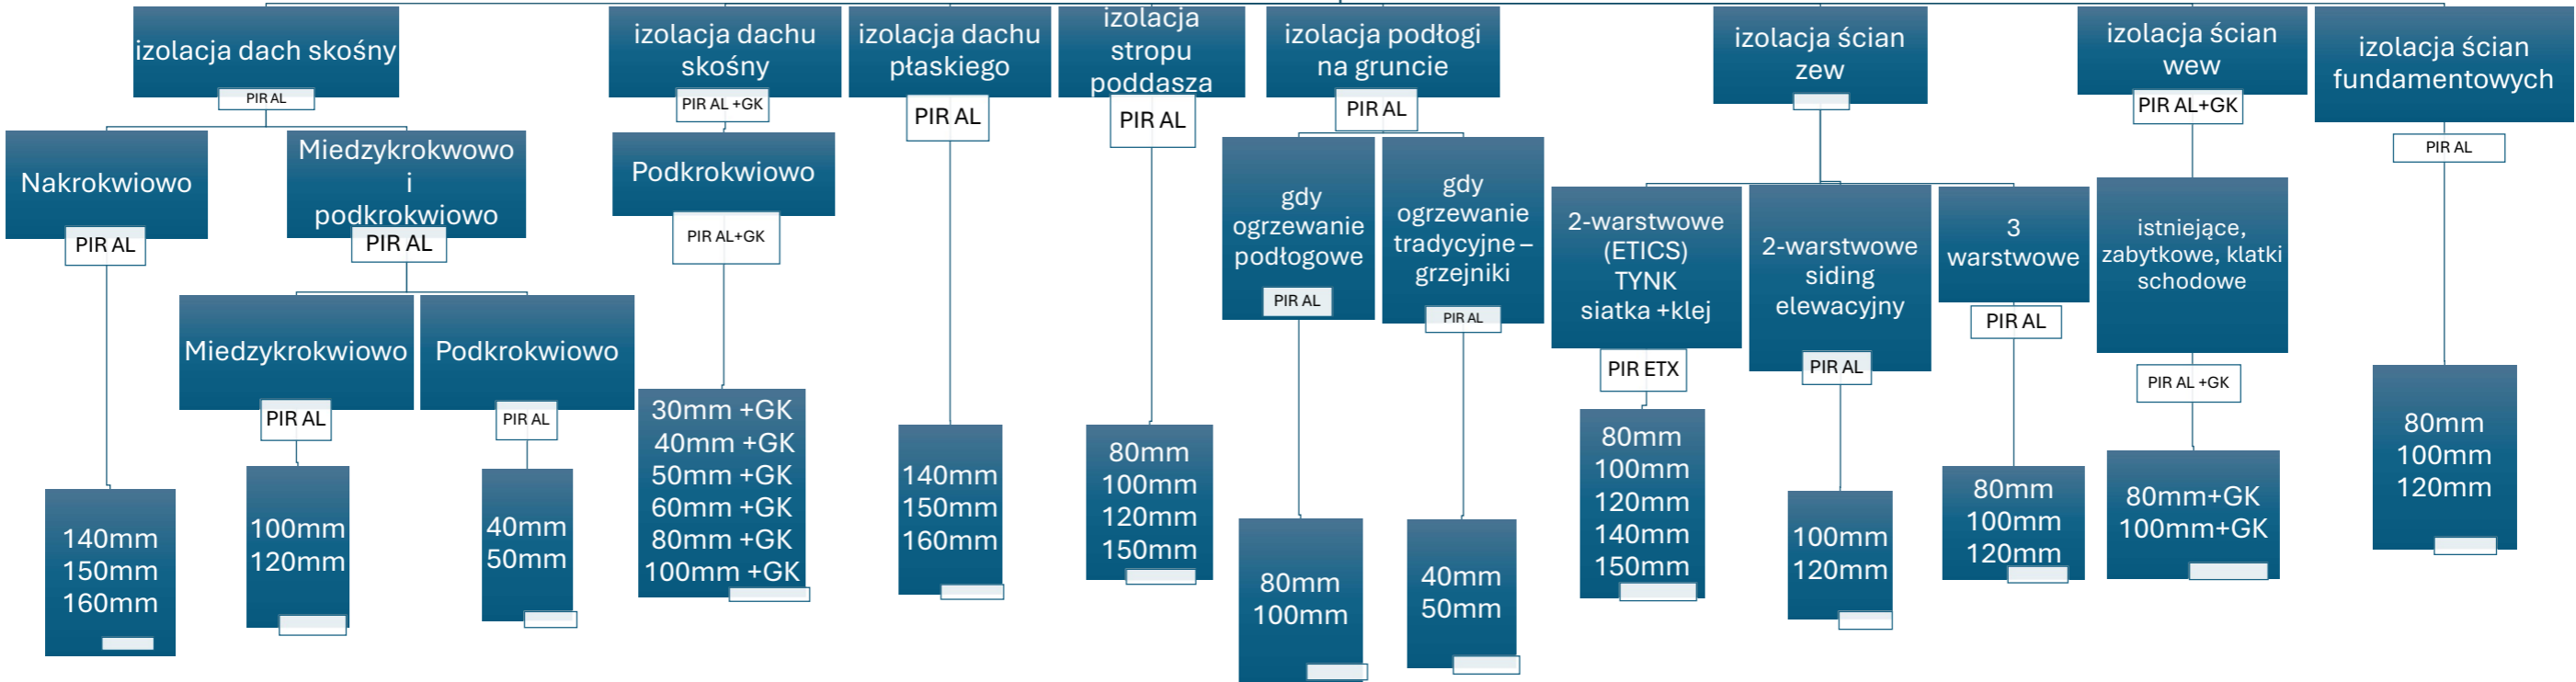 izolacja dach skośny
PIR AL
Nakrokwiowo
PIR AL
140mm
150mm
160mm
Miedzykrokwowo
i
podkrokwiowo
PIR AL
Miedzykrokwiowo
PIR AL
100mm
120mm
Podkrokwiowo
PIR AL
40mm
50mm
izolacja dachu
skośny
PIR AL +GK
Podkrokwiowo
PIR AL+GK
30mm +GK
40mm +GK
50mm +GK
60mm +GK
80mm +GK
100mm +GK
izolacja dachu
płaskiego
PIR AL
140mm
150mm
160mm
izolacja
stropu
poddasza
PIR AL
80mm
100mm
120mm
150mm
izolacja podłogi
na gruncie
PIR AL
gdy
ogrzewanie
podłogowe
PIR AL
80mm
100mm
gdy
ogrzewanie
tradycyjne –
grzejniki
PIR AL
40mm
50mm
izolacja ścian
zew
2-warstwowe
(ETICS)
TYNK
siatka +klej
PIR ETX
80mm
100mm
120mm
140mm
150mm
2-warstwowe
siding
elewacyjny
PIR AL
100mm
120mm
3
warstwowe
PIR AL
80mm
100mm
120mm
izolacja ścian
wew
PIR AL+GK
istniejące,
zabytkowe, klatki
schodowe
PIR AL +GK
80mm+GK
100mm+GK
izolacja ścian
fundamentowych
PIR AL
80mm
100mm
120mm